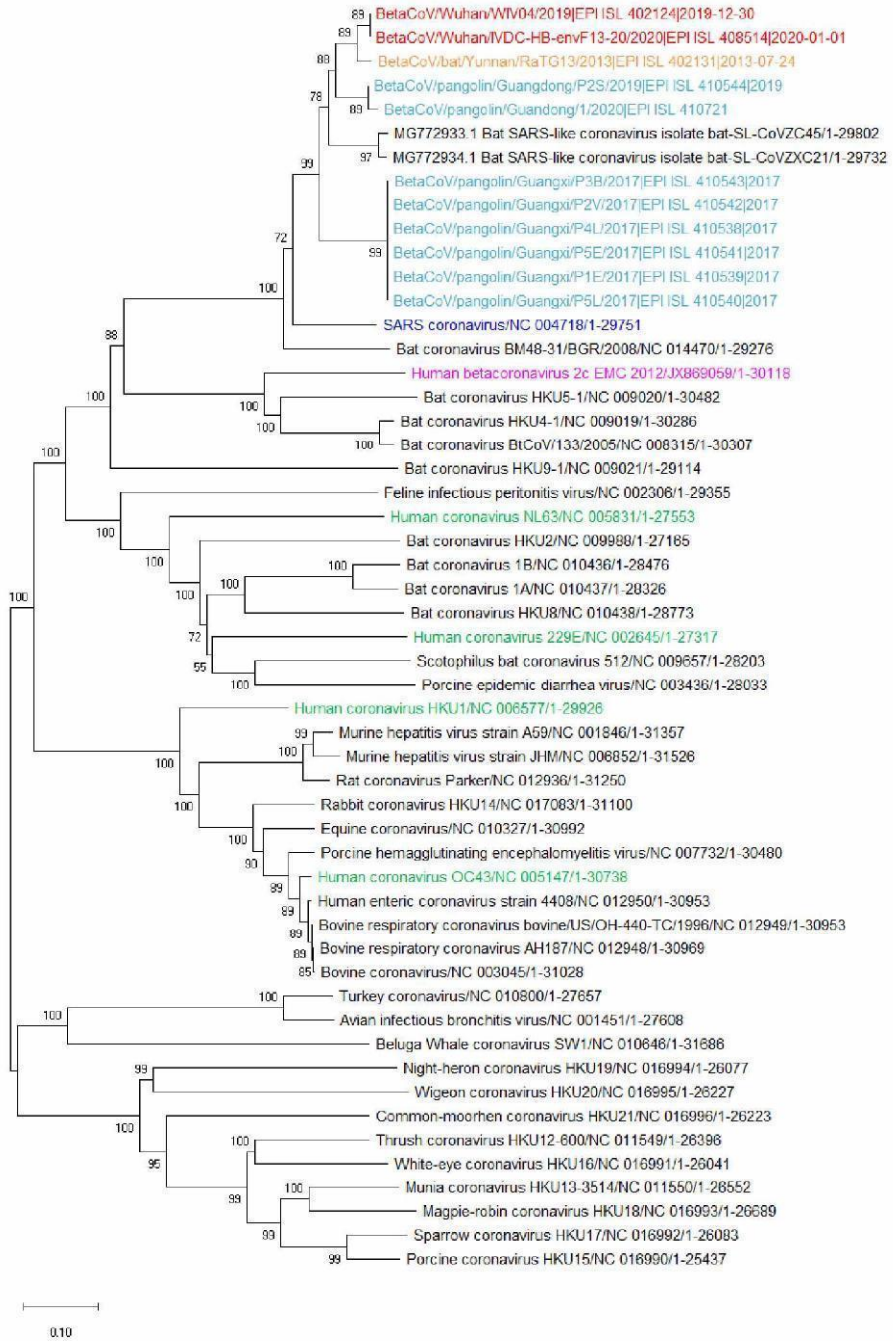 89
BetaCoV/Wuhan/WIV04/2019|EPI ISL 402124|2019-12-30
BetaCoV/Wuhan/IVDC-HB-envF13-20/2020|EPI ISL 408514|2020-01-01
88
BetaCoV/bat/Yunnan/RaTG13/2013|EPI ISL 402131|2013-07-24
BetaCoV/pangolin/Guangdong/P2S/2019|EPI ISL 410544|2019
78
89
BetaCoV/pangolin/Guandong/1/2020|EPI ISL 410721
MG772933.1 Bat SARS-like coronavirus isolate bat-SL-CoVZC45/1-29802
97
MG772934.1 Bat SARS-like coronavirus isolate bat-SL-CoVZXC21/1-29732
99
BetaCoV/pangolin/Guangxi/P3B/2017|EPI ISL 410543|2017
BetaCoV/pangolin/Guangxi/P2V/2017|EPI ISL 410542|2017
BetaCoV/pangolin/Guangxi/P4L/2017|EPI ISL 410538|2017
72
99
BetaCoV/pangolin/Guangxi/P5E/2017|EPI ISL 410541|2017
BetaCoV/pangolin/Guangxi/P1E/2017|EPI ISL 410539|2017
100
BetaCoV/pangolin/Guangxi/P5L/2017|EPI ISL 410540|2017
SARS coronavirus/NC 004718/1-29751
88
Bat coronavirus BM48-31/BGR/2008/NC 014470/1-29276
Human betacoronavirus 2c EMC 2012/JX869059/1-30118
100
Bat coronavirus HKU5-1/NC 009020/1-30482
100
Bat coronavirus HKU4-1/NC 009019/1-30286
100
100
Bat coronavirus BtCoV/133/2005/NC 008315/1-30307
100
Bat coronavirus HKU9-1/NC 009021/1-29114
Feline infectious peritonitis virus/NC 002306/1-29355
Human coronavirus NL63/NC 005831/1-27553
100
Bat coronavirus HKU2/NC 009988/1-27165
100
100
Bat coronavirus 1B/NC 010436/1-28476
100
100
Bat coronavirus 1A/NC 010437/1-28326
100
Bat coronavirus HKU8/NC 010438/1-28773
72
Human coronavirus 229E/NC 002645/1-27317
55
Scotophilus bat coronavirus 512/NC 009657/1-28203
100
Porcine epidemic diarrhea virus/NC 003436/1-28033
Human coronavirus HKU1/NC 006577/1-29926
99
Murine hepatitis virus strain A59/NC 001846/1-31357
100
100
Murine hepatitis virus strain JHM/NC 006852/1-31526
Rat coronavirus Parker/NC 012936/1-31250
100
Rabbit coronavirus HKU14/NC 017083/1-31100
Equine coronavirus/NC 010327/1-30992
100
90
Porcine hemagglutinating encephalomyelitis virus/NC 007732/1-30480
Human coronavirus OC43/NC 005147/1-30738
89
Human enteric coronavirus strain 4408/NC 012950/1-30953
89
Bovine respiratory coronavirus bovine/US/OH-440-TC/1996/NC 012949/1-30953
89
Bovine respiratory coronavirus AH187/NC 012948/1-30969
85
Bovine coronavirus/NC 003045/1-31028
100
Turkey coronavirus/NC 010800/1-27657
100
Avian infectious bronchitis virus/NC 001451/1-27608
Beluga Whale coronavirus SW1/NC 010646/1-31686
99
Night-heron coronavirus HKU19/NC 016994/1-26077
Wigeon coronavirus HKU20/NC 016995/1-26227
100
Common-moorhen coronavirus HKU21/NC 016996/1-26223
100
Thrush coronavirus HKU12-600/NC 011549/1-26396
95
White-eye coronavirus HKU16/NC 016991/1-26041
99
100
Munia coronavirus HKU13-3514/NC 011550/1-26552
Magpie-robin coronavirus HKU18/NC 016993/1-26689
99
Sparrow coronavirus HKU17/NC 016992/1-26083
99
Porcine coronavirus HKU15/NC 016990/1-25437
0.10